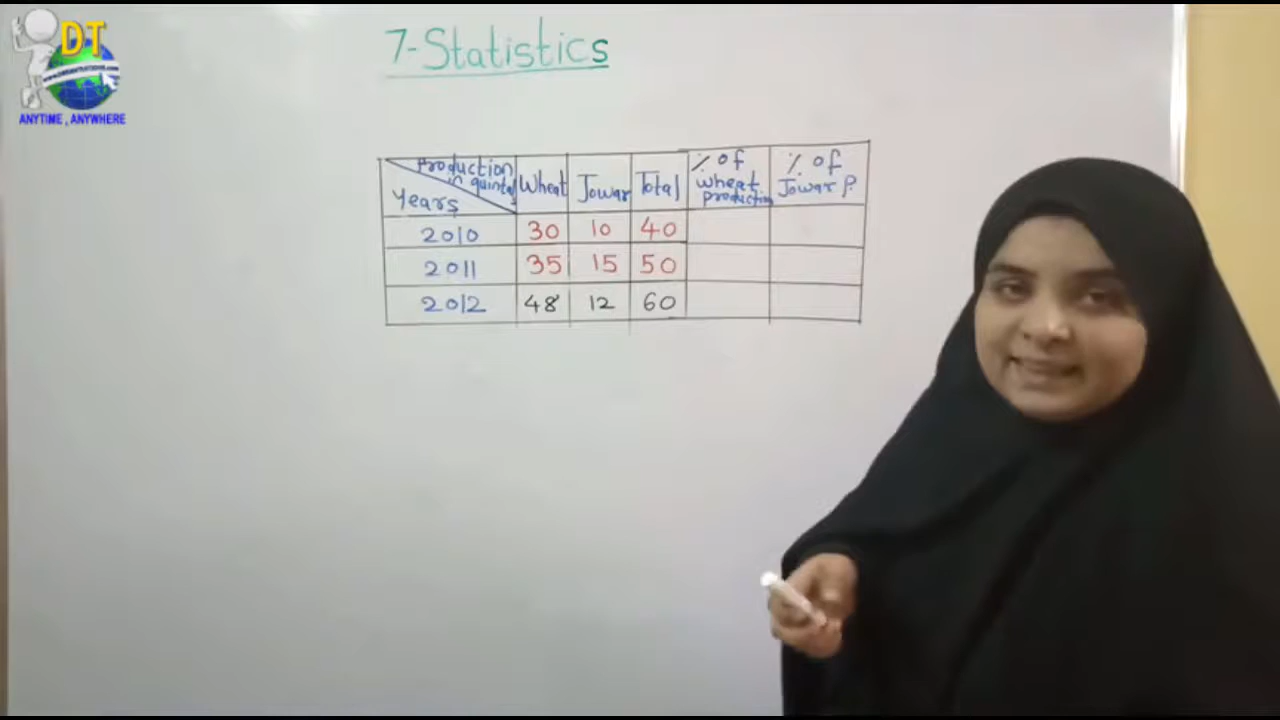 DT
ANYTIME , ANYWHERE
7-Statistics
Production in quintals
Years
Wheat
Jowar
Total
% of wheat production
% of Jowar P.
2010 30 10 40
2011 35 15 50
2012 48 12 60